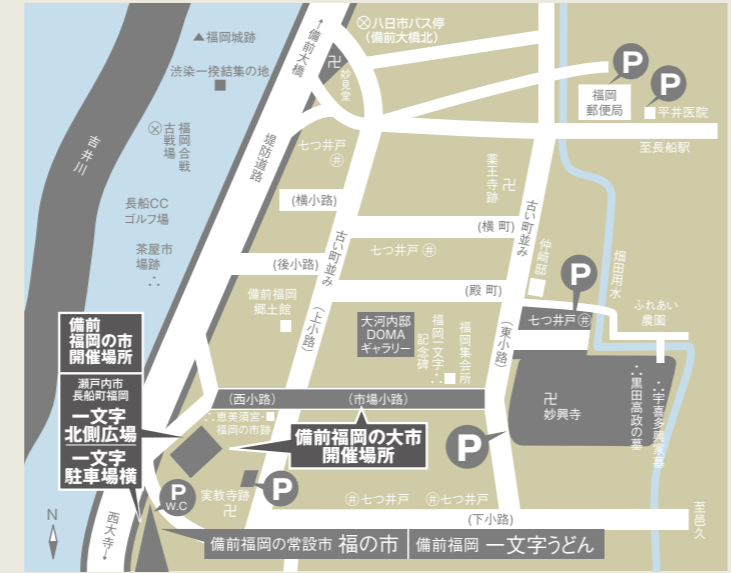 ⊗八日市バス停
(備前大橋北)
↑備前大橋
▲福岡城跡
渋染一揆結集の地
卍
妙見堂
P
福岡
郵便局
P
平井医院
至長船駅
吉井川
福岡合戦
古戦場
堤防道路
七つ井戸
井
薬王寺跡
卍
長船CC
ゴルフ場
(横小路)
古い町並み
(横 町)
古い町並み
仲﨑邸
畑田用水
茶屋市
場跡
∴
(後小路)
七つ井戸 井
(殿 町)
P
備前福岡
郷土館
(上小路)
大河内邸
DOMA
ギャラリー
福岡一文字
記念碑
∴
福岡集会所
(東小路)
七つ井戸 井
ふれあい
農園
備前
福岡の市
開催場所
瀬戸内市
長船町福岡
一文字
北側広場
一文字
駐車場横
(西小路)
(市場小路)
∴恵美須宮・
福岡の市跡
備前福岡の大市
開催場所
P
卍
妙興寺
∴黒田高政の墓
∴宇喜多興家墓
P
W.C
P
実教寺跡
卍
井 七つ井戸
井 七つ井戸
至邑久
(下小路)
N
西大寺→
備前福岡の常設市 福の市
備前福岡 一文字うどん